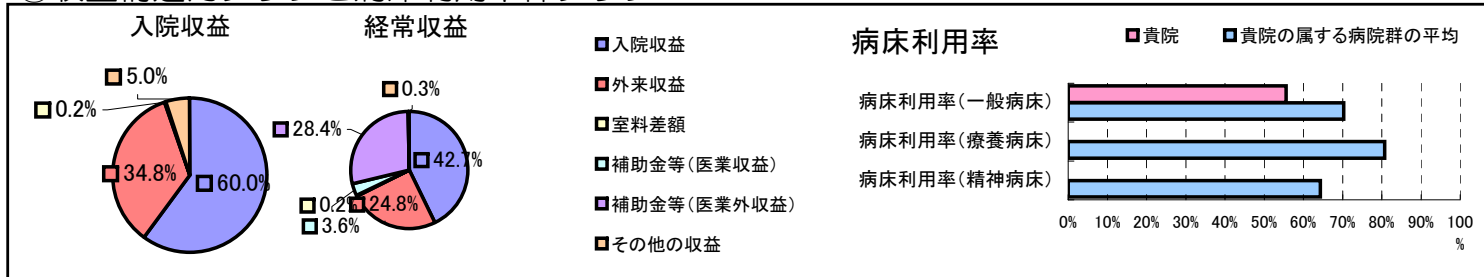 入院収益
5.0%
0.2%
34.8%
60.0%
経常収益
0.3%
28.4%
42.7%
0.2%
24.8%
3.6%
入院収益
外来収益
室料差額
補助金等(医業収益)
補助金等(医業外収益)
その他の収益
病床利用率
貴院
貴院の属する病院群の平均
病床利用率(一般病床)
病床利用率(療養病床)
病床利用率(精神病床)
0% 10% 20% 30% 40% 50% 60% 70% 80% 90% 100
%